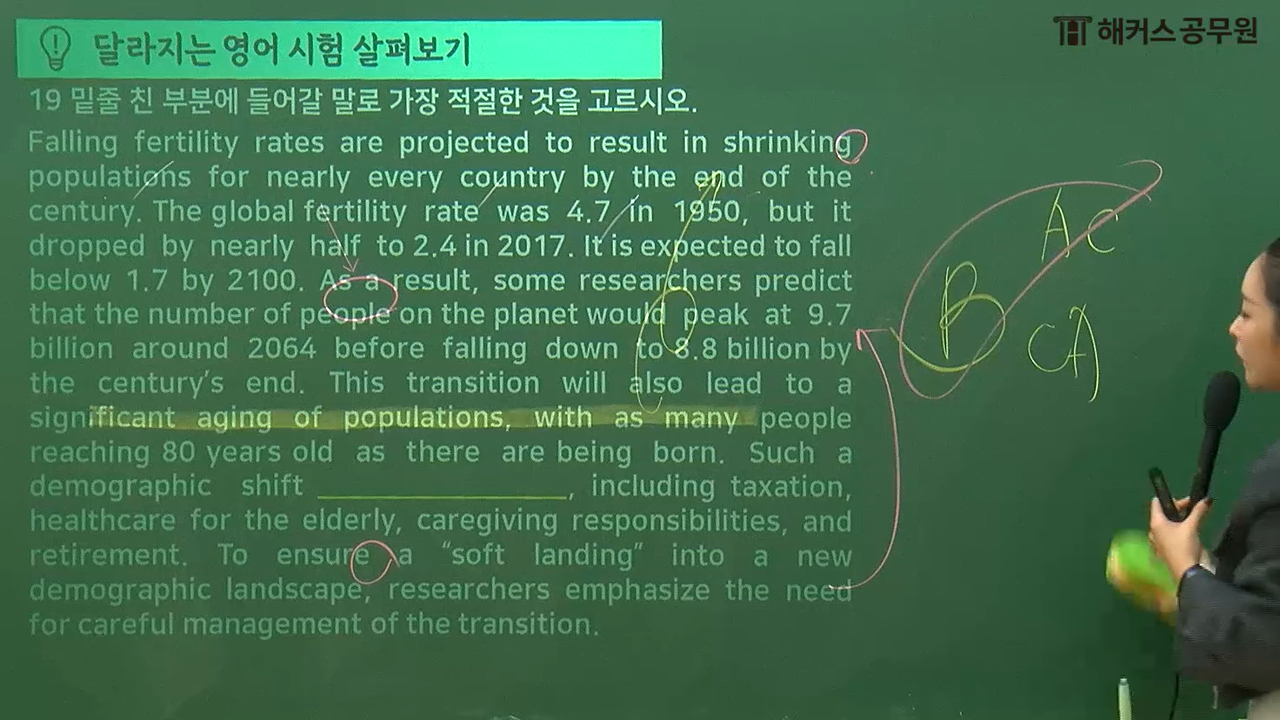 해커스공무원
달라지는 영어 시험 살펴보기
19 밑줄 친 부분에 들어갈 말로 가장 적절한 것을 고르시오.
Falling fertility rates are projected to result in shrinking
populations for nearly every country by the end of the
century. The global fertility rate was 4.7 in 1950, but it
dropped by nearly half to 2.4 in 2017. It is expected to fall
below 1.7 by 2100. As a result, some researchers predict
that the number of people on the planet would peak at 9.7
billion around 2064 before falling down to 8.8 billion by
the century's end. This transition will also lead to a
significant aging of populations, with as many people
reaching 80 years old as there are being born. Such a
demographic shift ______________, including taxation,
healthcare for the elderly, caregiving responsibilities, and
retirement. To ensure a “soft landing” into a new
demographic landscape, researchers emphasize the need
for careful management of the transition.
A C
B
C A